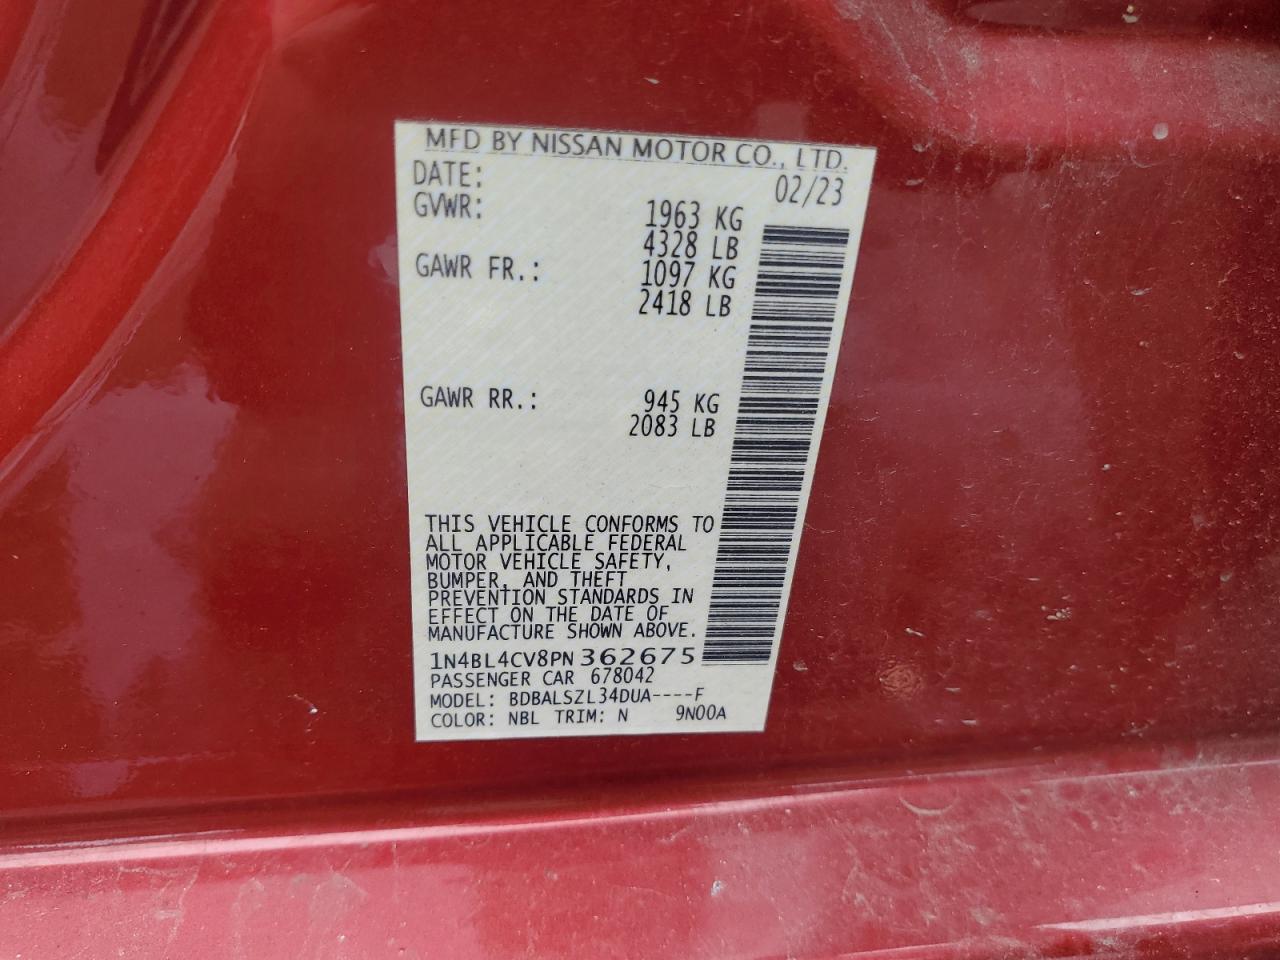 MFD BY NISSAN MOTOR CO., LTD.
DATE: 02/23
GVWR: 1963 KG
4328 LB
GAWR FR.: 1097 KG
2418 LB
GAWR RR.: 945 KG
2083 LB
THIS VEHICLE CONFORMS TO
ALL APPLICABLE FEDERAL
MOTOR VEHICLE SAFETY,
BUMPER, AND THEFT
PREVENTION STANDARDS IN
EFFECT ON THE DATE OF
MANUFACTURE SHOWN ABOVE.
1N4BL4CV8PN 362675
PASSENGER CAR 678042
MODEL: BDBALSZL34DUA----F
COLOR: NBL TRIM: N 9N00A